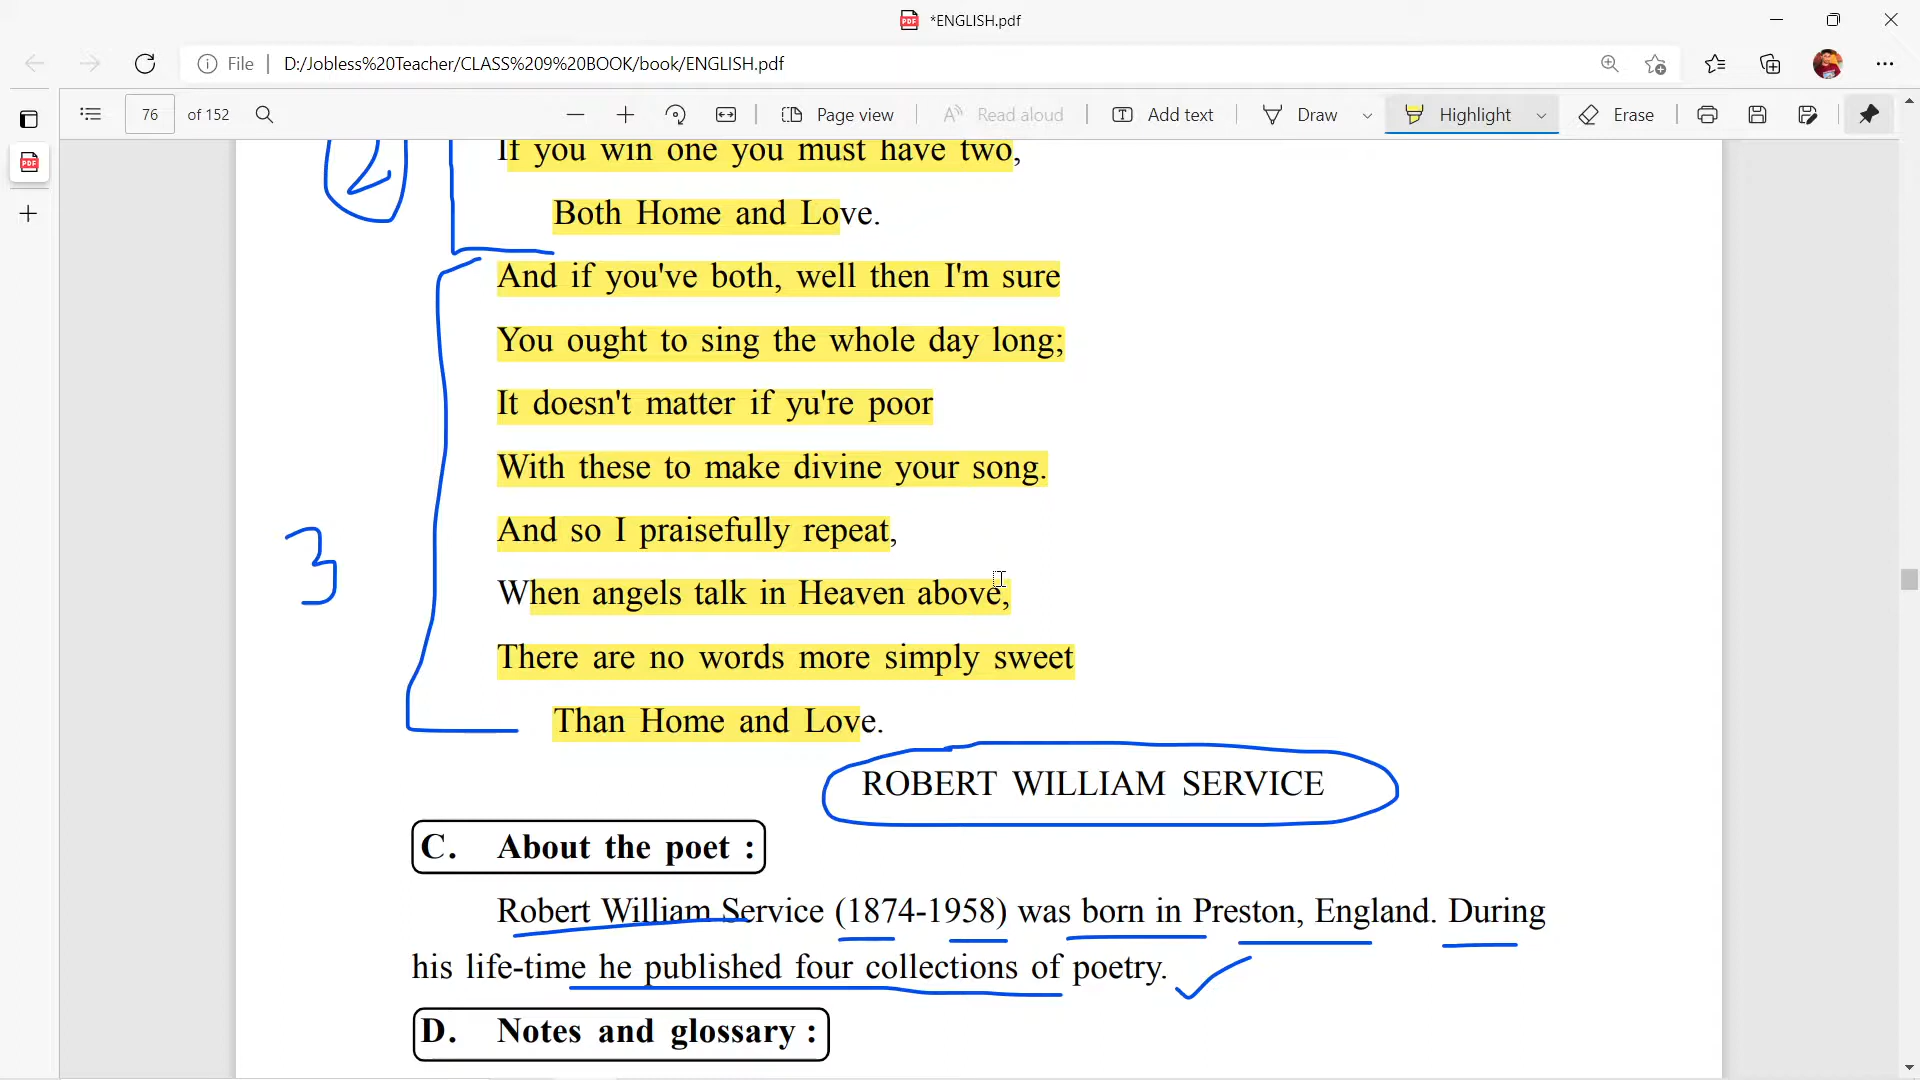 *ENGLISH.pdf
File D:/Jobless%20Teacher/CLASS%209%20BOOK/book/ENGLISH.pdf
76 of 152 Page view Read aloud Add text Draw Highlight Erase
2
If you win one you must have two,
Both Home and Love.
And if you've both, well then I'm sure
You ought to sing the whole day long;
It doesn't matter if yu're poor
With these to make divine your song.
3
And so I praisefully repeat,
When angels talk in Heaven above,
There are no words more simply sweet
Than Home and Love.
ROBERT WILLIAM SERVICE
C. About the poet :
Robert William Service (1874-1958) was born in Preston, England. During
his life-time he published four collections of poetry.
D. Notes and glossary :